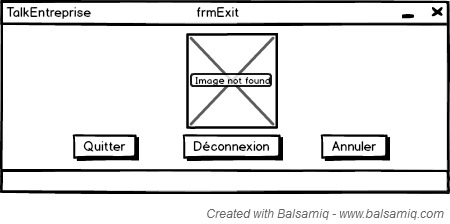 TalkEntreprise frmExit
Image not found
Quitter Déconnexion Annuler
Created with Balsamiq - www.balsamiq.com